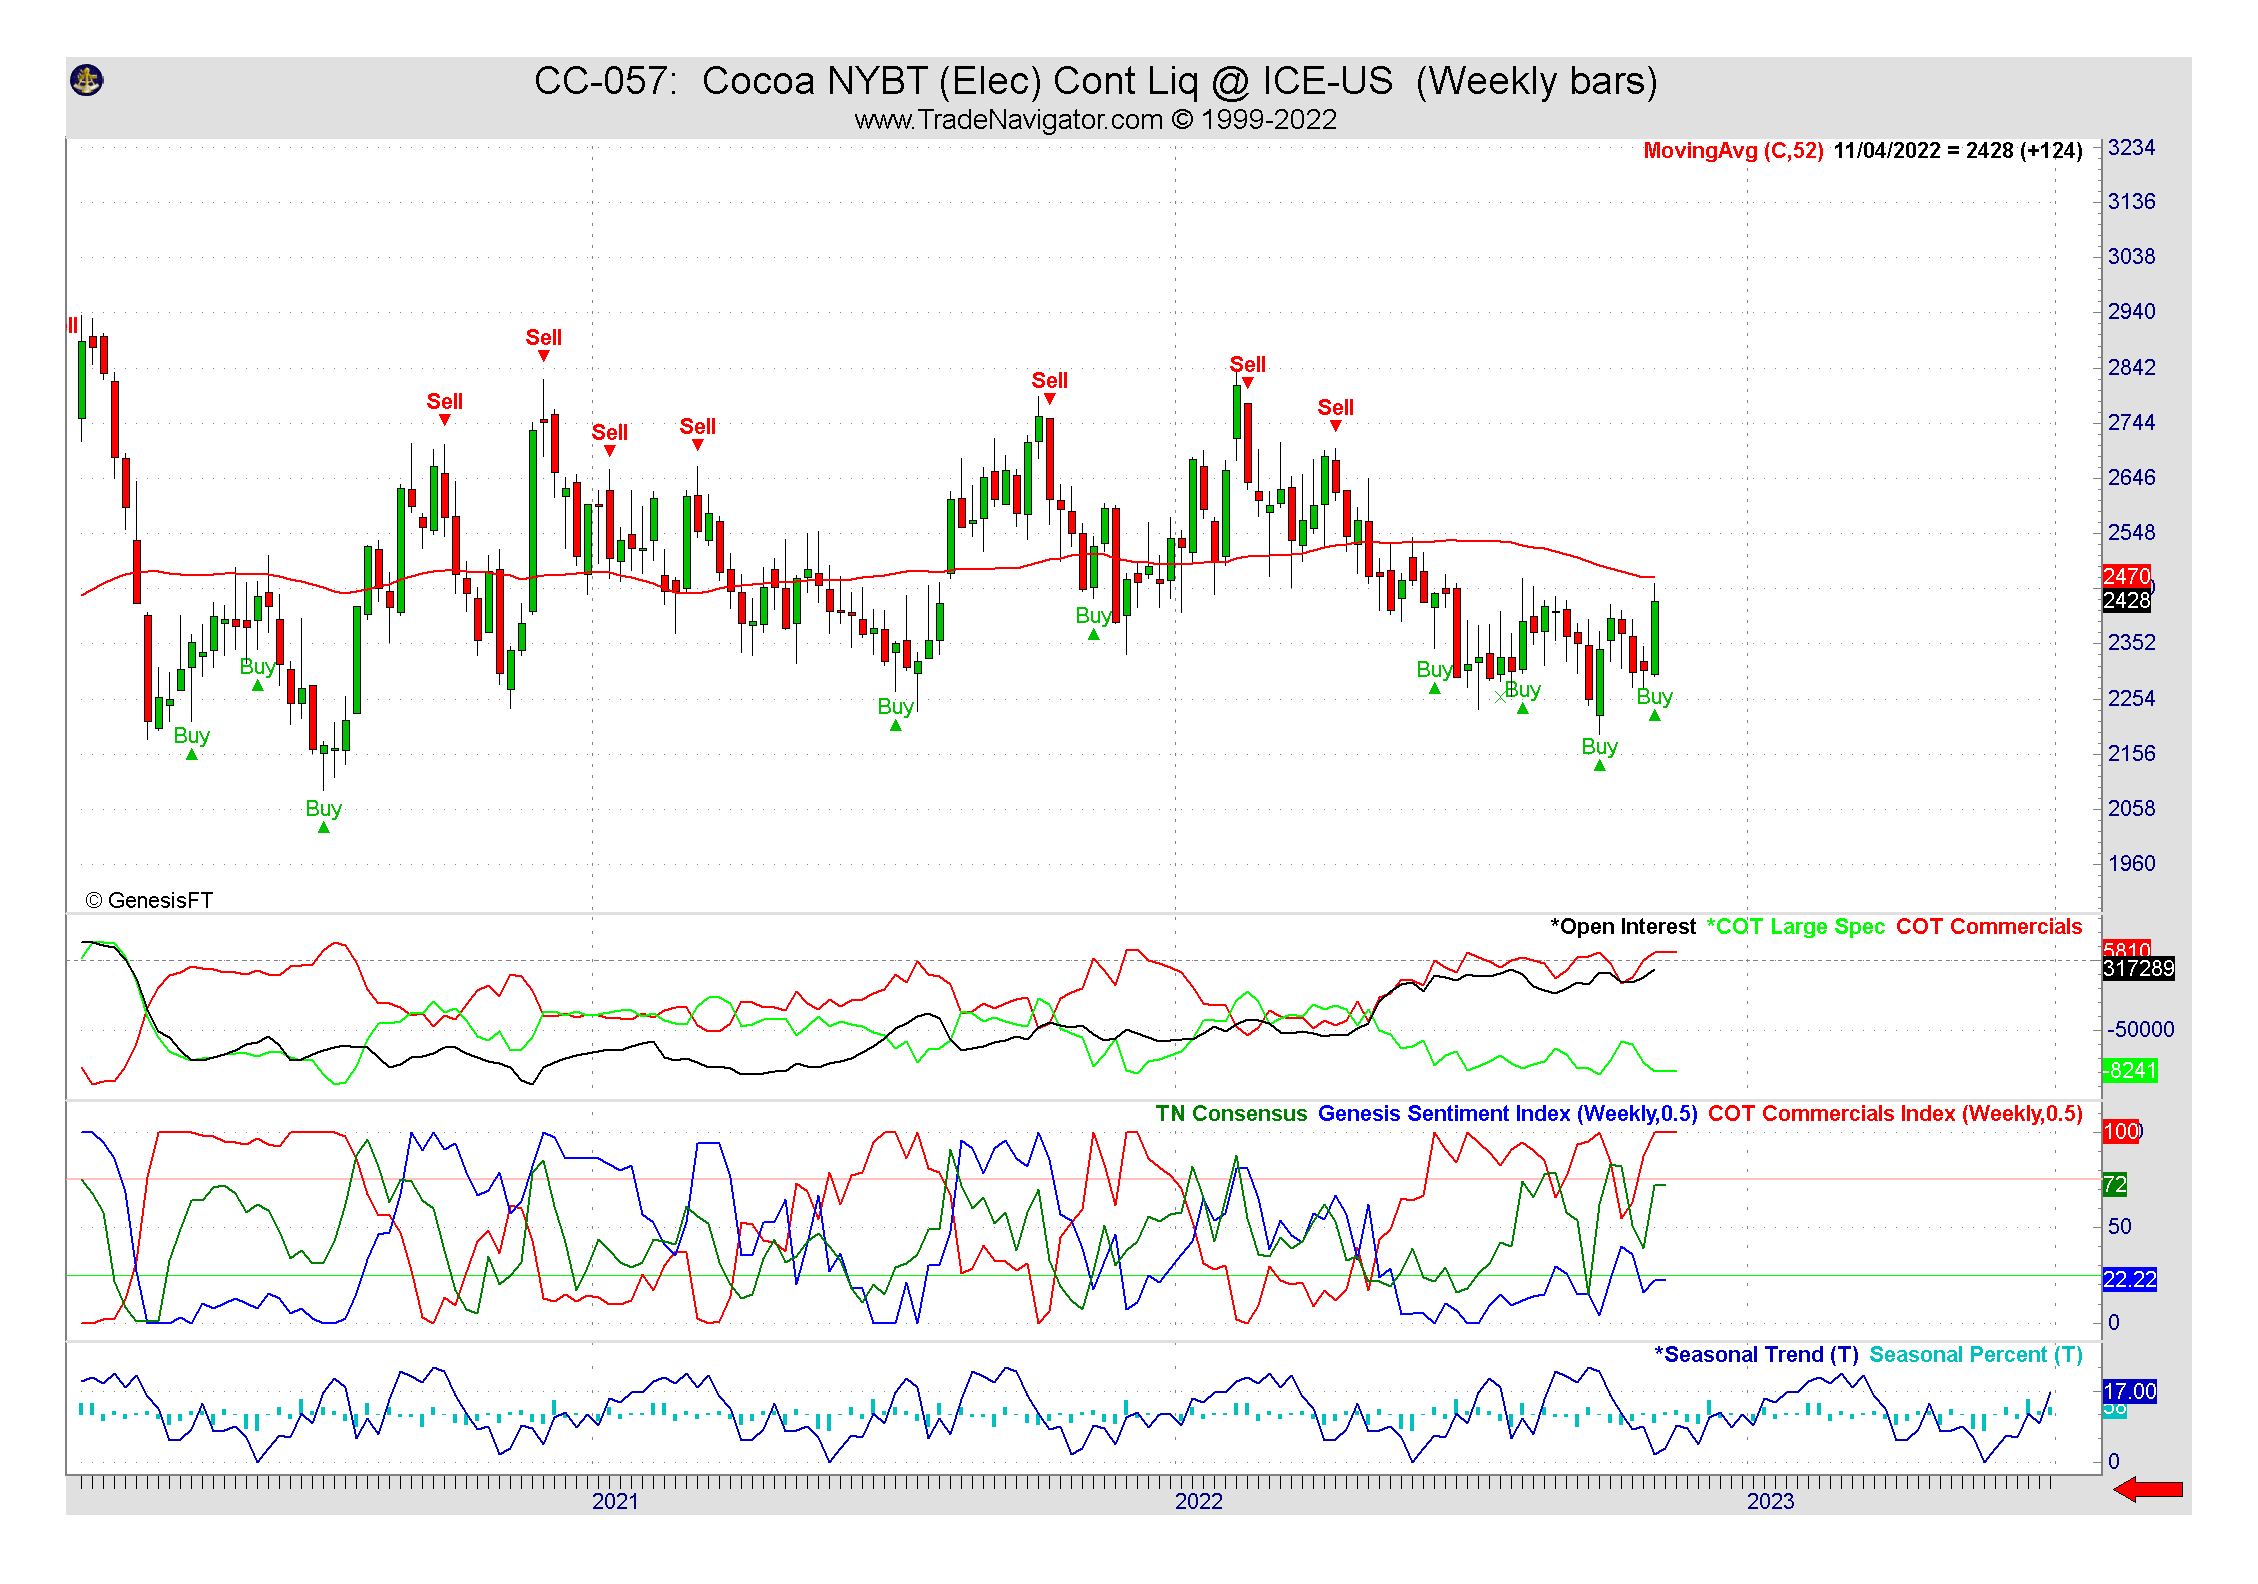 CC-057: Cocoa NYBT (Elec) Cont Liq @ ICE-US (Weekly bars)
www.TradeNavigator.com © 1999-2022
MovingAvg (C,52) 11/04/2022 = 2428 (+124)
3234
3136
3038
2940
2842
2744
2646
2548
2470
2428
2352
2254
2156
2058
1960
ll
Sell
Sell
Sell
Sell
Sell
Sell
Sell
Buy
Buy
Buy
Buy
Buy
Buy
Buy
Buy
Buy
© GenesisFT
*Open Interest *COT Large Spec COT Commercials
5810
317289
-50000
-8241
TN Consensus Genesis Sentiment Index (Weekly,0.5) COT Commercials Index (Weekly,0.5)
100
72
50
22.22
0
*Seasonal Trend (T) Seasonal Percent (T)
17.00
0
2021 2022 2023